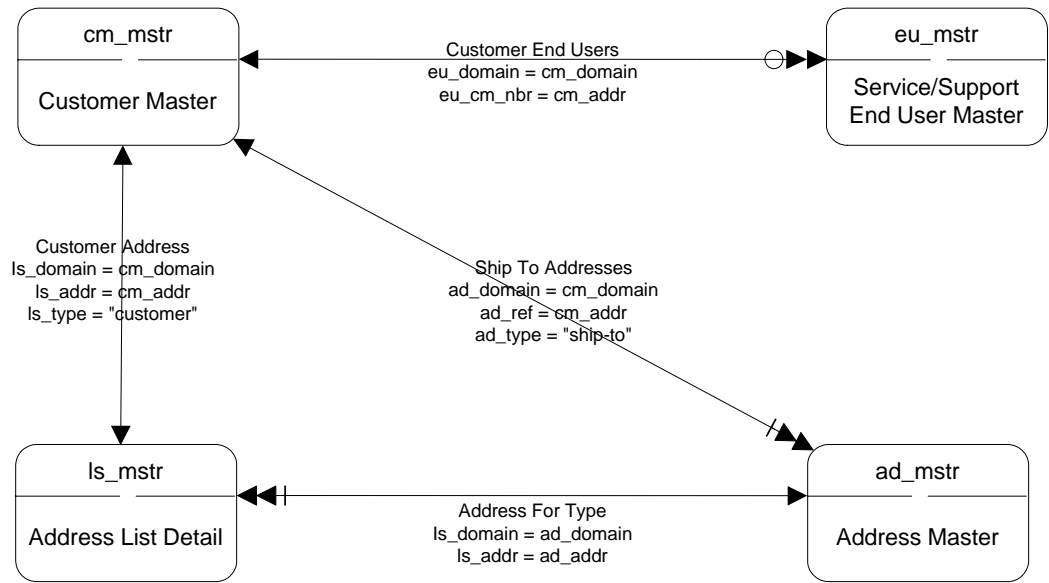 cm_mstr
Customer Master
Customer End Users
eu_domain = cm_domain
eu_cm_nbr = cm_addr
eu_mstr
Service/Support
End User Master
Customer Address
ls_domain = cm_domain
ls_addr = cm_addr
ls_type = "customer"
Ship To Addresses
ad_domain = cm_domain
ad_ref = cm_addr
ad_type = "ship-to"
ls_mstr
Address List Detail
Address For Type
ls_domain = ad_domain
ls_addr = ad_addr
ad_mstr
Address Master